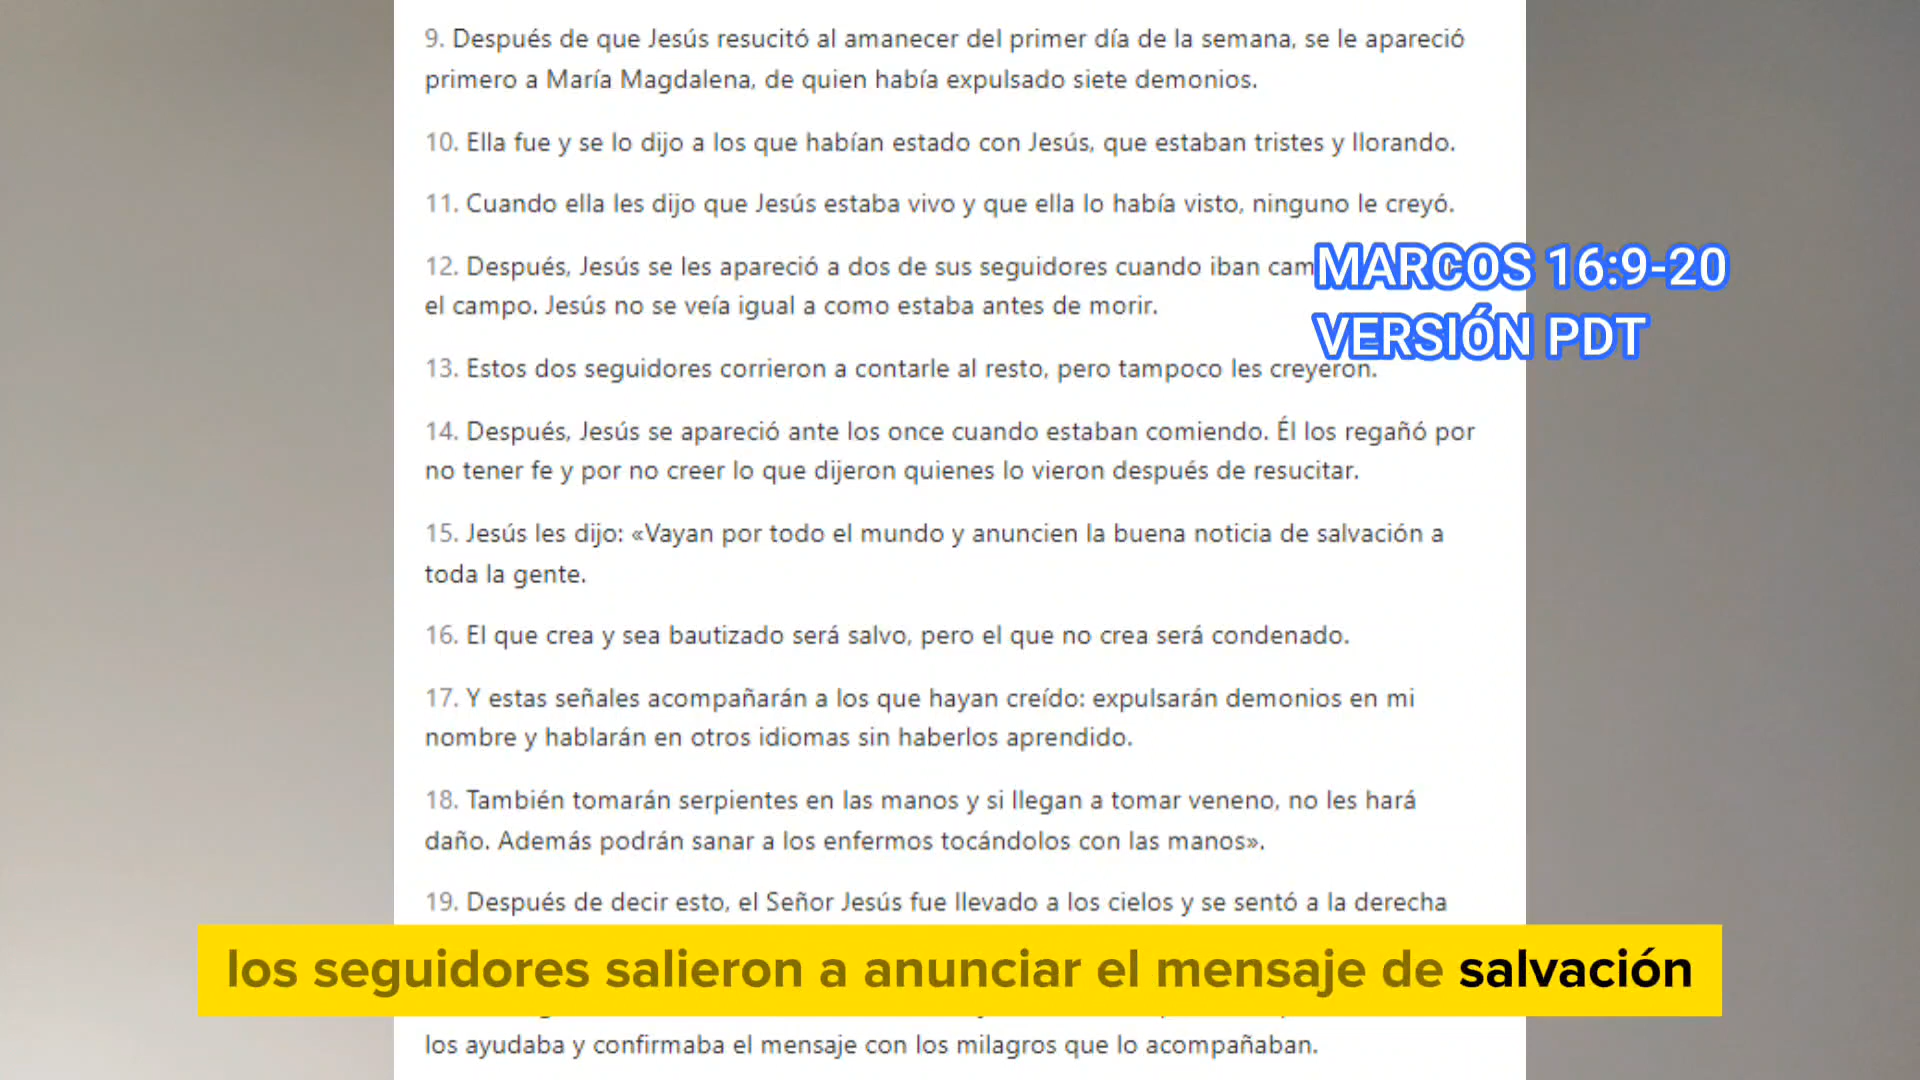 9. Después de que Jesús resucitó al amanecer del primer día de la semana, se le apareció
primero a María Magdalena, de quien había expulsado siete demonios.
10. Ella fue y se lo dijo a los que habían estado con Jesús, que estaban tristes y llorando.
11. Cuando ella les dijo que Jesús estaba vivo y que ella lo había visto, ninguno le creyó.
12. Después, Jesús se les apareció a dos de sus seguidores cuando iban
el campo. Jesús no se veía igual a como estaba antes de morir.
MARCOS 16:9-20
VERSIÓN PDT
13. Estos dos seguidores corrieron a contarle al resto, pero tampoco les creyeron.
14. Después, Jesús se apareció ante los once cuando estaban comiendo. Él los regañó por
no tener fe y por no creer lo que dijeron quienes lo vieron después de resucitar.
15. Jesús les dijo: «Vayan por todo el mundo y anuncien la buena noticia de salvación a
toda la gente.
16. El que crea y sea bautizado será salvo, pero el que no crea será condenado.
17. Y estas señales acompañarán a los que hayan creído: expulsarán demonios en mi
nombre y hablarán en otros idiomas sin haberlos aprendido.
18. También tomarán serpientes en las manos y si llegan a tomar veneno, no les hará
daño. Además podrán sanar a los enfermos tocándolos con las manos».
19. Después de decir esto, el Señor Jesús fue llevado a los cielos y se sentó a la derecha
los seguidores salieron a anunciar el mensaje de salvación
los ayudaba y confirmaba el mensaje con los milagros que lo acompañaban.